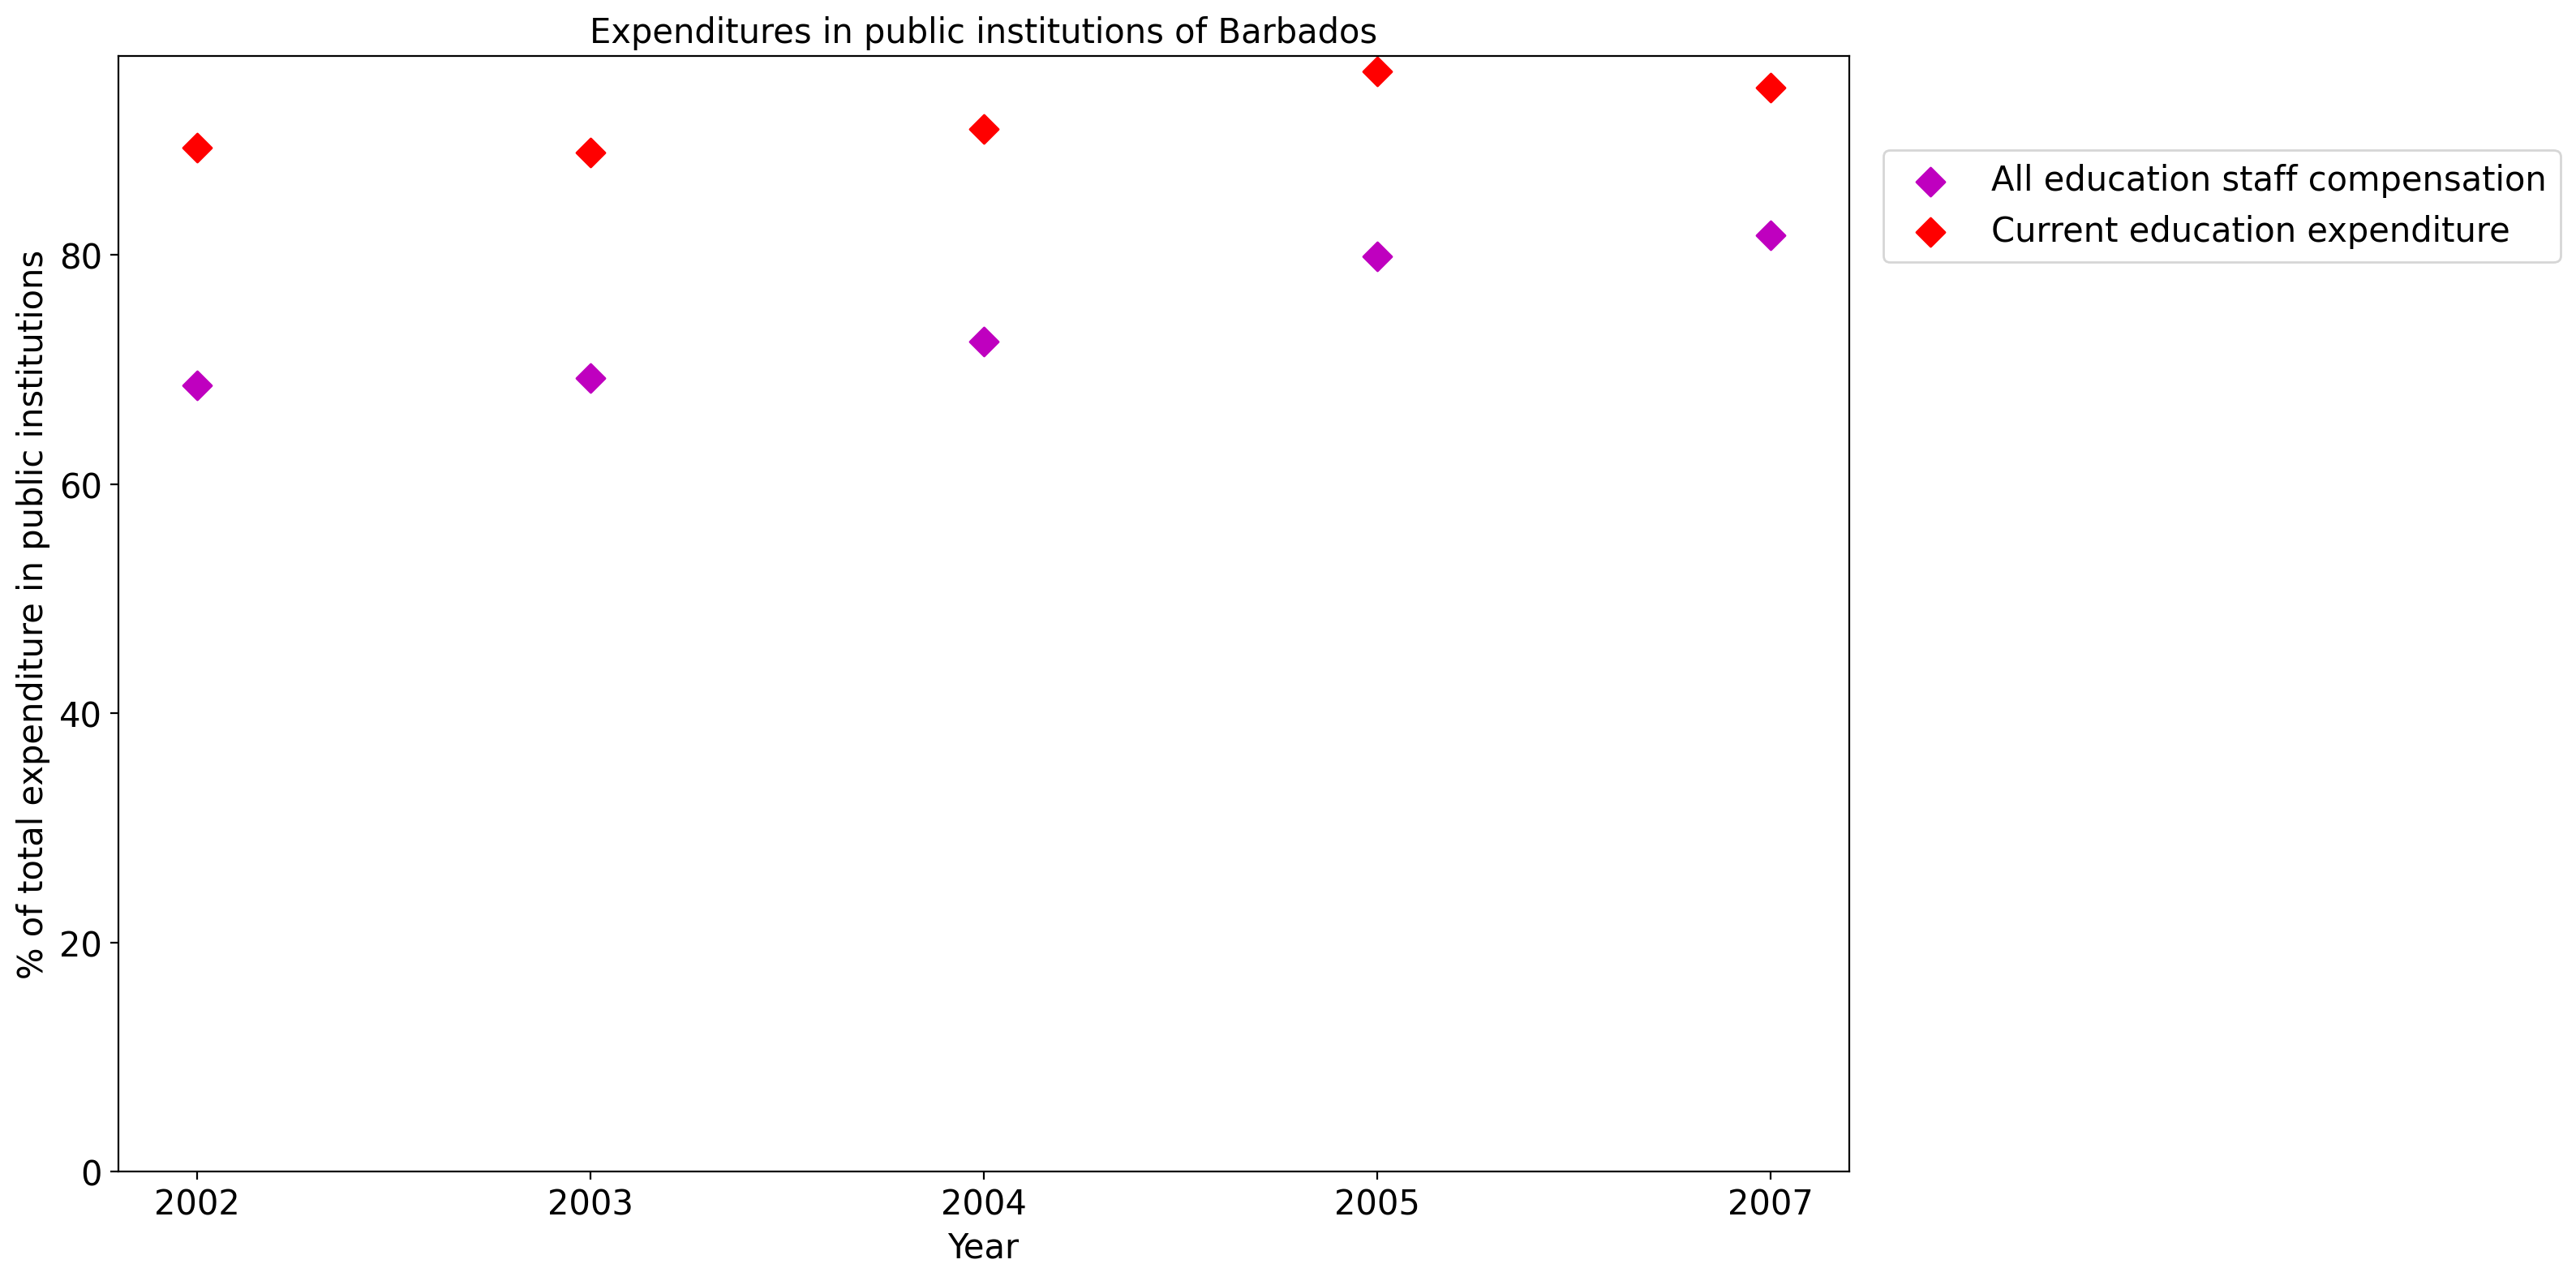 Expenditures in public institutions of Barbados
% of total expenditure in public institutions
80
60
40
20
0
2002 2003 2004 2005 2007
Year
All education staff compensation
Current education expenditure